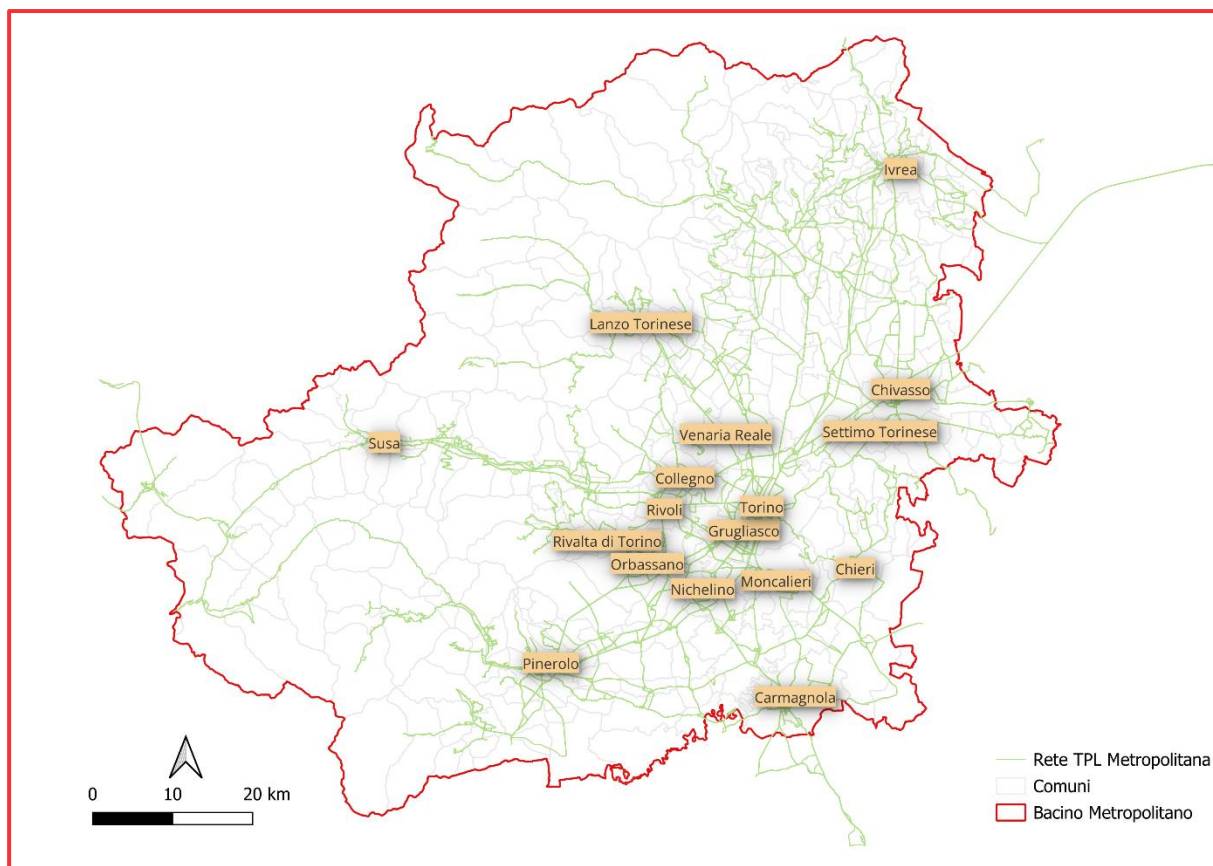 Ivrea
Lanzo Torinese
Chivasso
Settimo Torinese
Venaria Reale
Susa
Collegno
Torino
Rivoli
Grugliasco
Rivalta di Torino
Orbassano
Chieri
Moncalieri
Nichelino
Pinerolo
Carmagnola
Rete TPL Metropolitana
Comuni
Bacino Metropolitano
0 10 20 km